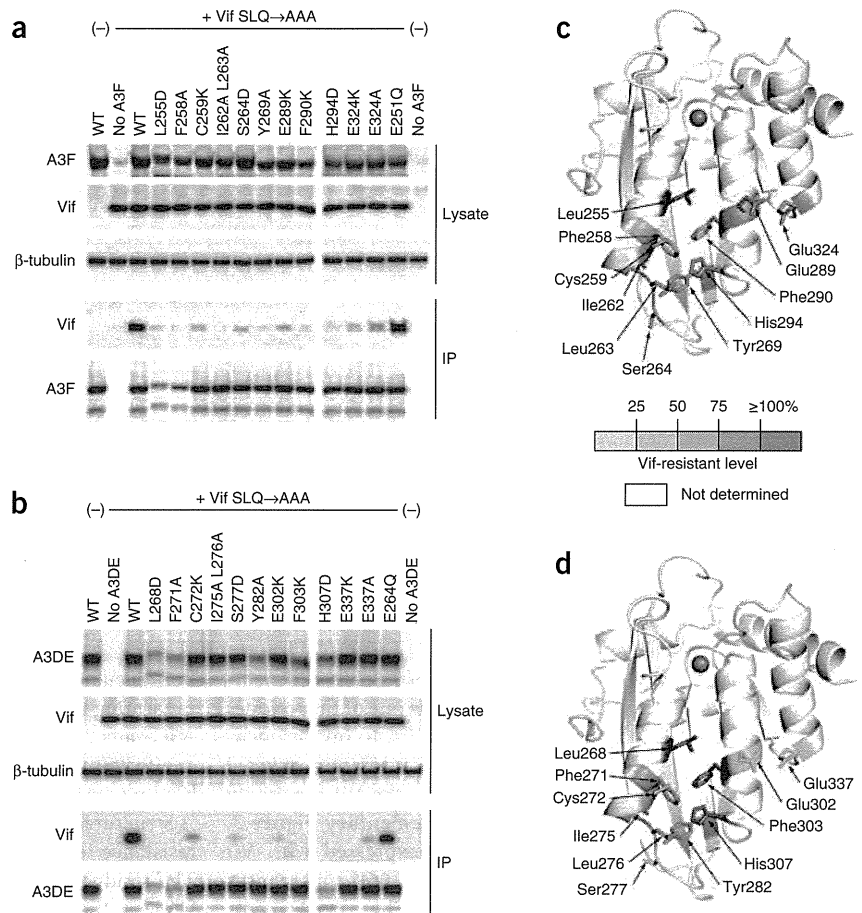 a
+ Vif SLQ→AAA
(–)
(–)
WT
No A3F
WT
L255D
F258A
C259K
I262A L263A
S264D
Y269A
E289K
F290K
H294D
E324K
E324A
E251Q
No A3F
A3F
Vif
β-tubulin
Lysate
Vif
A3F
IP
b
+ Vif SLQ→AAA
(–)
(–)
WT
No A3DE
WT
L268D
F271A
C272K
I275A L276A
S277D
Y282A
E302K
F303K
H307D
E337K
E337A
E264Q
No A3DE
A3DE
Vif
β-tubulin
Lysate
Vif
A3DE
IP
c
Leu255
Phe258
Cys259
Ile262
Leu263
Ser264
Tyr269
His294
Phe290
Glu289
Glu324
25 50 75 ≥100%
Vif-resistant level
Not determined
d
Leu268
Phe271
Cys272
Ile275
Leu276
Ser277
Tyr282
His307
Phe303
Glu302
Glu337